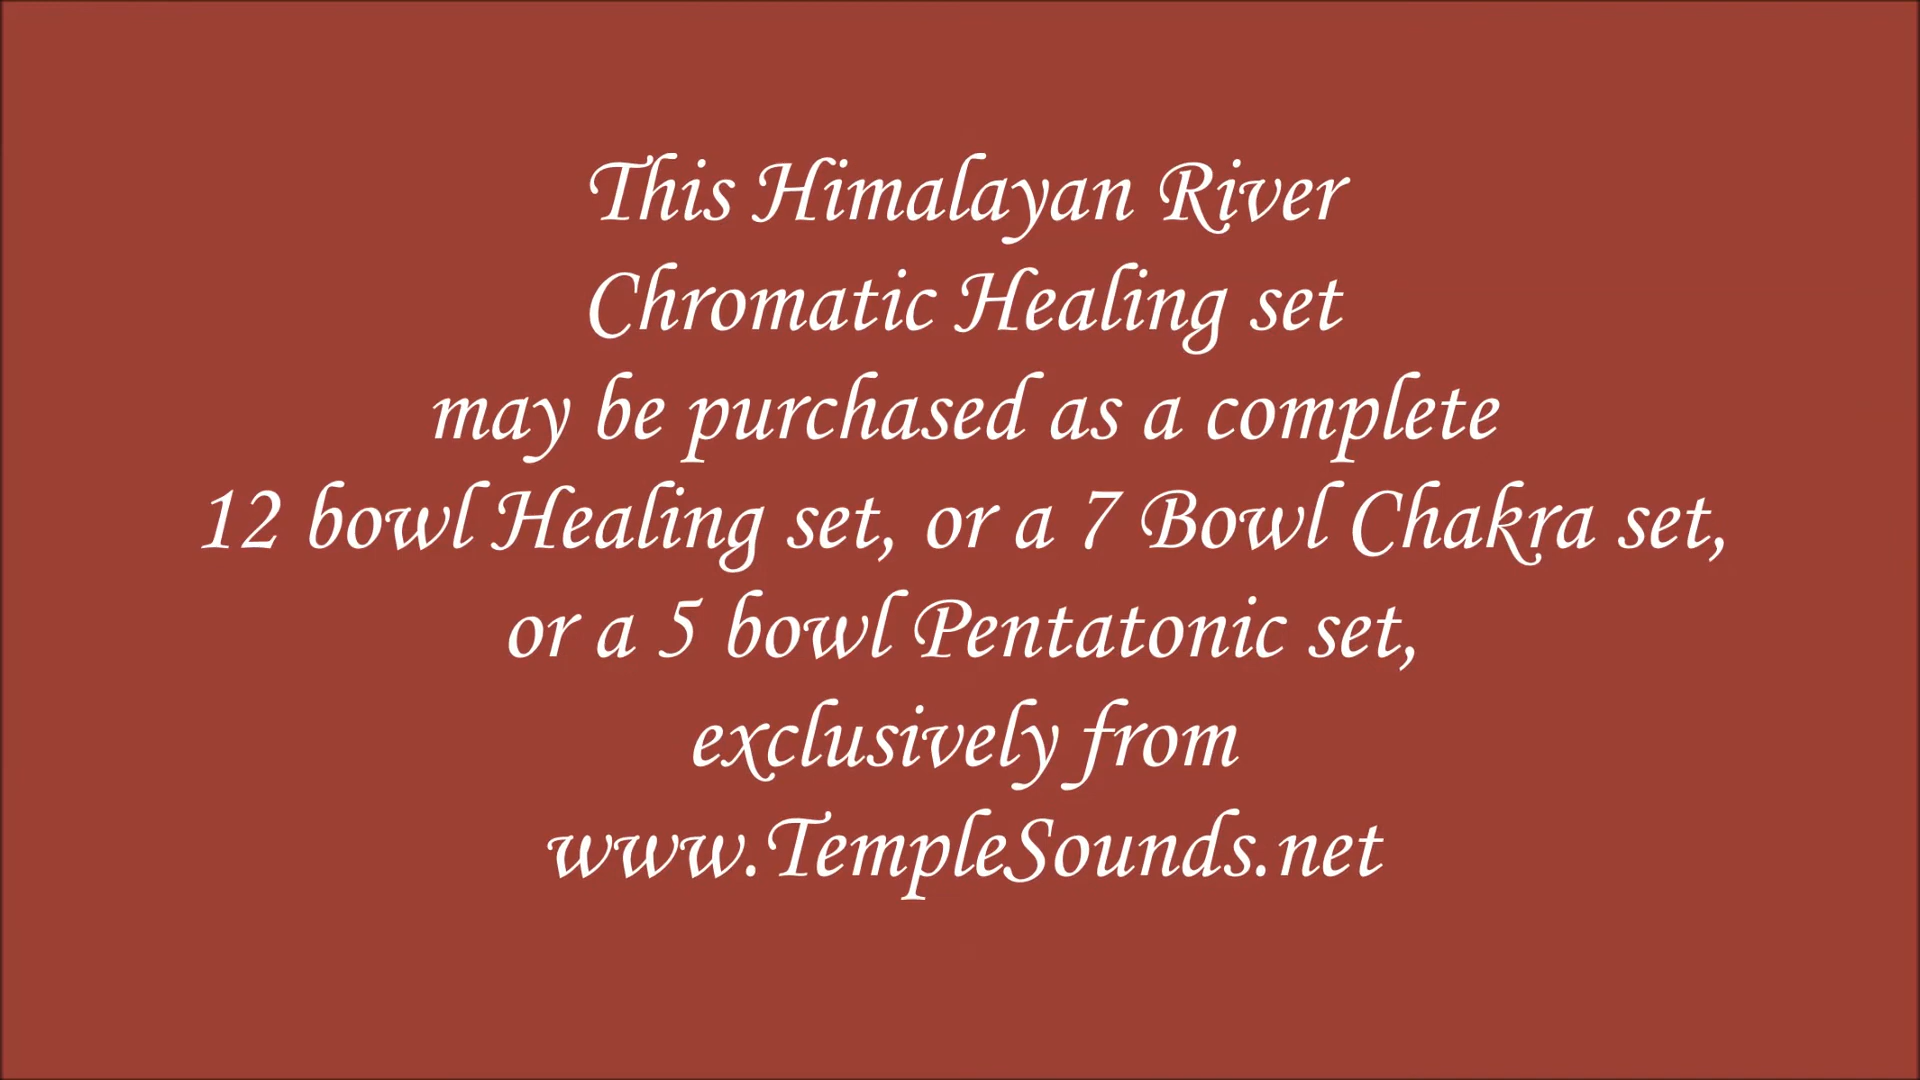 This Himalayan River
Chromatic Healing set
may be purchased as a complete
12 bowl Healing set, or a 7 Bowl Chakra set,
or a 5 bowl Pentatonic set,
exclusively from
www.TempleSounds.net